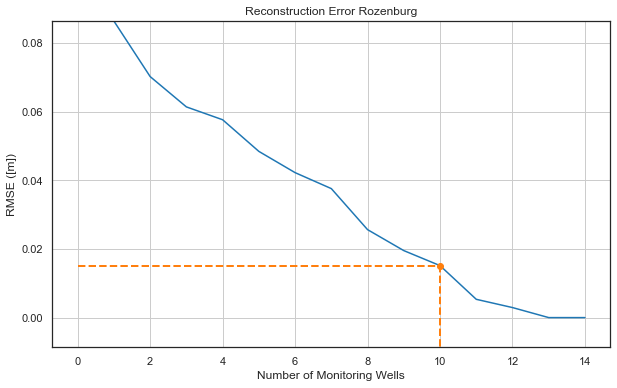 Reconstruction Error Rozenburg
RMSE ([m])
0.08
0.06
0.04
0.02
0.00
0 2 4 6 8 10 12 14
Number of Monitoring Wells